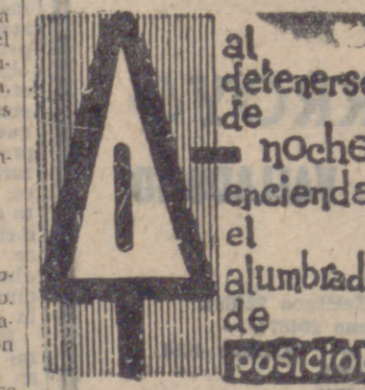 al
detenerse
de
noche
encienda
el
alumbrad
de
posicion